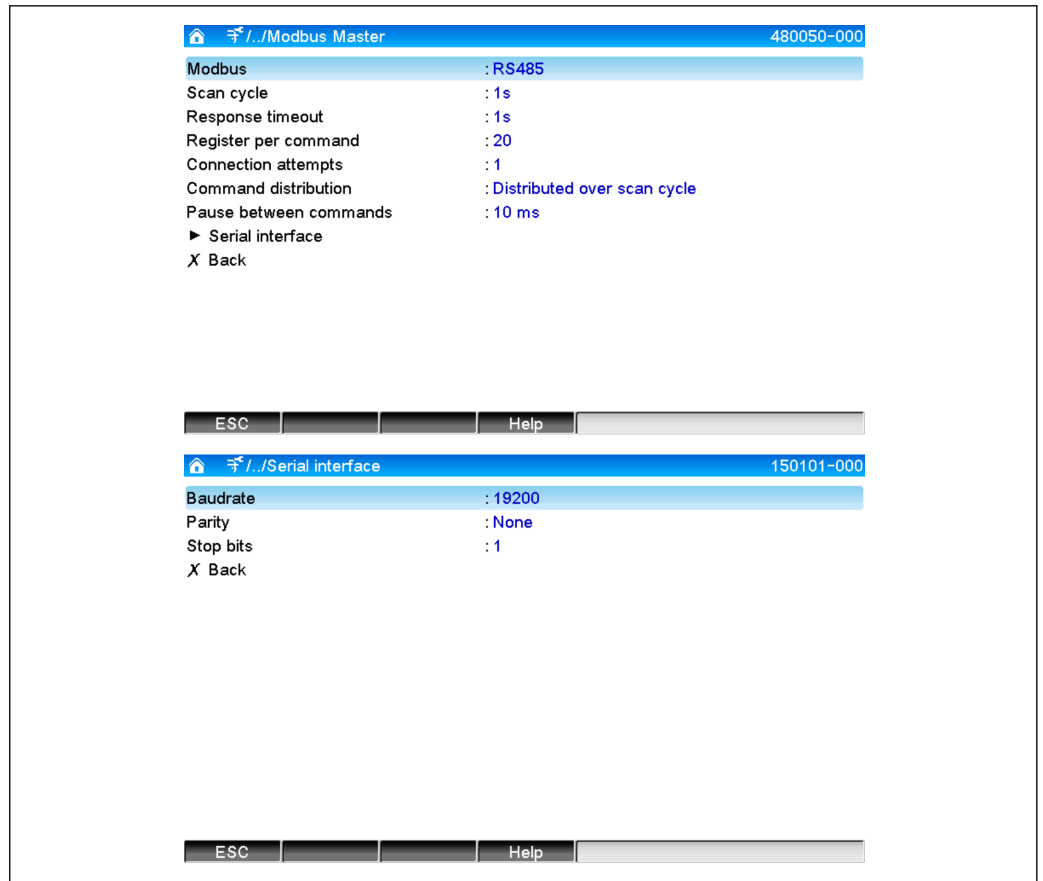 /../Modbus Master 480050-000
Modbus : RS485
Scan cycle : 1s
Response timeout : 1s
Register per command : 20
Connection attempts : 1
Command distribution : Distributed over scan cycle
Pause between commands : 10 ms
► Serial interface
X Back
ESC Help
/../Serial interface 150101-000
Baudrate : 19200
Parity : None
Stop bits : 1
X Back
ESC Help